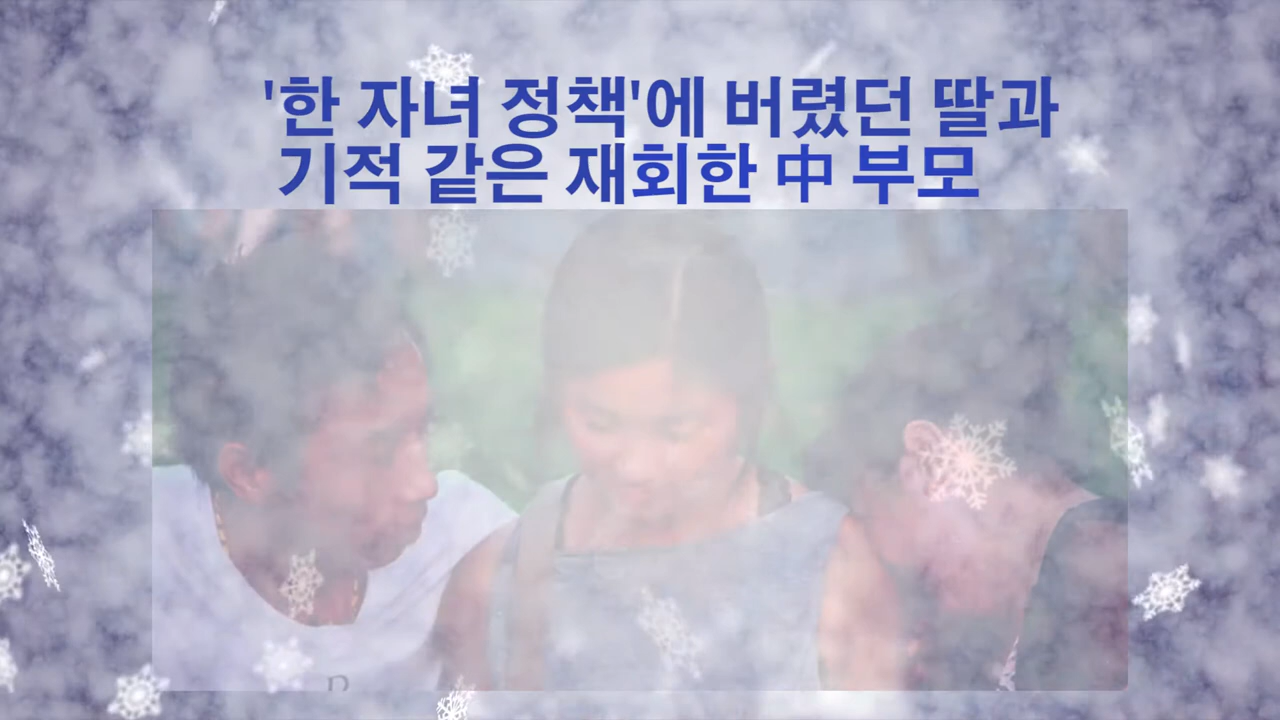 '한 자녀 정책'에 버렸던 딸과
기적 같은 재회한 中 부모